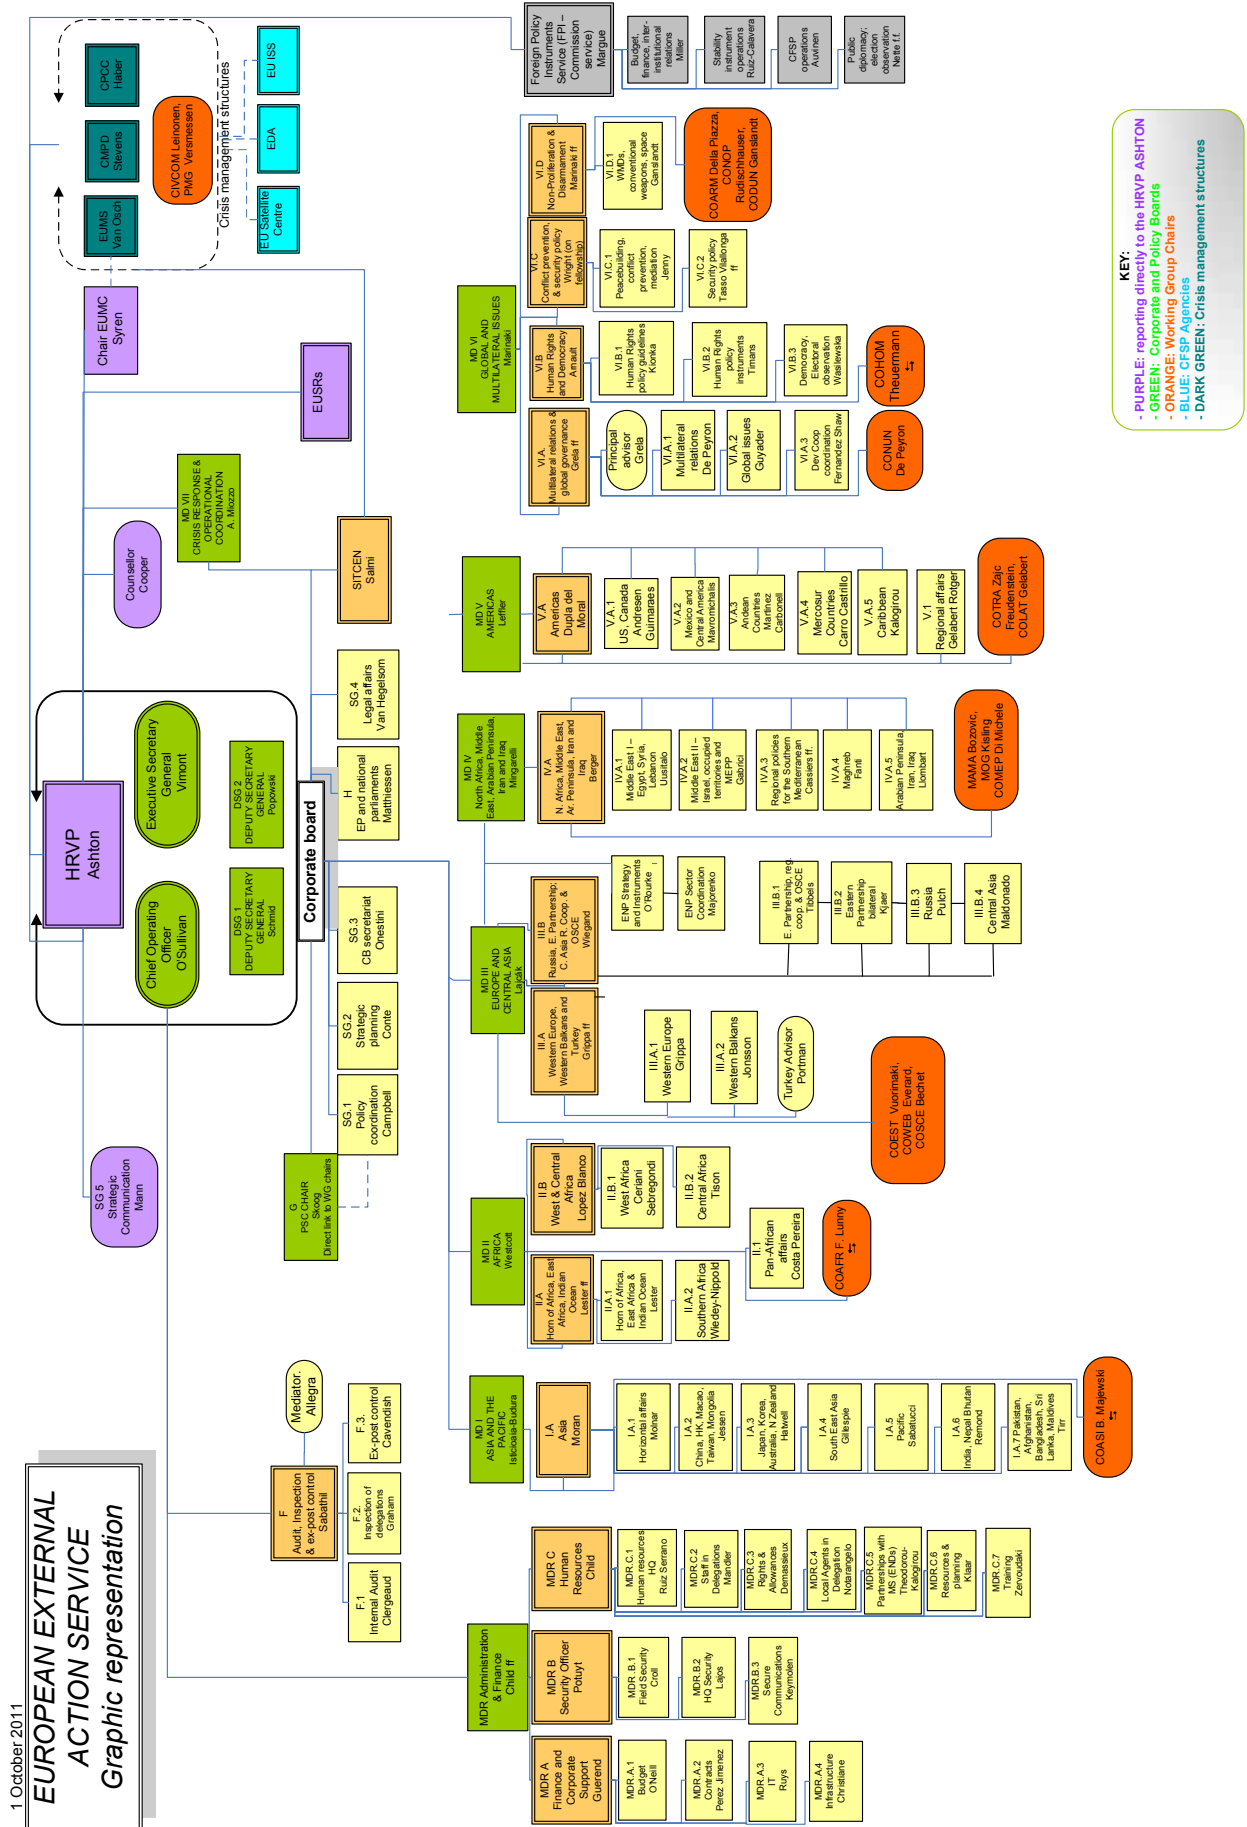 1 October 2011
EUROPEAN EXTERNAL
ACTION SERVICE
Graphic representation
HRVP
Ashton
Chief Operating
Officer
O'Sullivan
Executive Secretary
General
Vimont
DSG 1
DEPUTY SECRETARY
GENERAL
Schmid
DSG 2
DEPUTY SECRETARY
GENERAL
Popowski
Corporate board
SG 5
Strategic
Communication
Mann
Counsellor
Cooper
MD VII
CRISIS RESPONSE &
OPERATIONAL
COORDINATION
A. Miozzo
EUSRs
Chair EUMC
Syren
EUMS
Van Osch
CMPD
Stevens
CPCC
Haber
CIVCOM Leinonen,
PMG Versmessen
Crisis management structures
EU Satellite
Centre
EDA
EU ISS
G
PSC CHAIR
Skoog
Direct link to WG chairs
SG.1
Policy
coordination
Campbell
SG.2
Strategic
planning
Conte
SG.3
CB secretariat
Onestini
H
EP and national
parliaments
Matthiessen
SG.4
Legal affairs
Van Hegelsom
SITCEN
Salmi
F
Audit, Inspection
& ex-post control
Sabathil
Mediator.
Allegra
F.1
Internal Audit
Clergeaud
F.2.
Inspection of
delegations
Graham
F.3.
Ex-post control
Cavendish
MDR Administration
& Finance
Child ff
MDR A
Finance and
Corporate
Support
Guerend
MDR.A.1
Budget
O'Neill
MDR.A.2
Contracts
Perez Jimenez
MDR.A.3
IT
Ruys
MDR.A.4
Infrastructure
Christiane
MDR B
Security Officer
Potuyt
MDR .B.1
Field Security
Croll
MDR.B.2
HQ Security
Lajos
MDR.B.3
Secure
Communications
Keymolen
MDR C
Human
Resources
Child
MDR.C.1
Human resources
HQ
Ruiz Serrano
MDR.C.2
Staff in
Delegations
Mandler
MDR.C.3
Rights &
Allowances
Demassieux
MDR.C.4
Local Agents in
Delegation
Notarangelo
MDR.C.5
Partnerships with
MS (ENDs)
Theodorou-
Kalogirou
MDR.C.6
Resources &
planning
Klaar
MDR.C.7
Training
Zervoudaki
MD I
ASIA AND THE
PACIFIC
Isticioaia-Budura
I.A
Asia
Moran
I.A.1
Horizontal affairs
Molnar
I.A.2
China, HK, Macao,
Taiwan, Mongolia
Jessen
I.A.3
Japan, Korea,
Australia, N Zealand
Hatwell
I.A.4
South East Asia
Gillespie
I.A.5
Pacific
Sabatucci
I.A.6
India, Nepal Bhutan
Remond
I.A.7 Pakistan,
Afghanistan,
Bangladesh, Sri
Lanka, Maldives
Tirr
COASI B. Majewski
⇆
MD II
AFRICA
Westcott
II.A
Horn of Africa, East
Africa, Indian
Ocean
Lester ff
II.A.1
Horn of Africa,
East Africa &
Indian Ocean
Lester
II.A.2
Southern Africa
Wiedey-Nippold
II.B
West & Central
Africa
Lopez Blanco
II.B.1
West Africa
Ceriani
Sebregondi
II.B.2
Central Africa
Tison
II.1
Pan-African
affairs
Costa Pereira
COAFR F. Lunny
⇆
MD III
EUROPE AND
CENTRAL ASIA
Lajcák
III.A
Western Europe,
Western Balkans and
Turkey
Grippa ff
III.A.1
Western Europe
Grippa
III.A.2
Western Balkans
Jonsson
Turkey Advisor
Portman
III.B
Russia, E. Partnership;
C. Asia R. Coop. &
OSCE
Wiegand
ENP Strategy
and Instruments
O'Rourke
ENP Sector
Coordination
Majorenko
III.B.1
E. Partnership, reg.
coop. & OSCE
Tibbels
III.B.2
Eastern
Partnership
bilateral
Kjaer
III.B.3
Russia
Pulch
III.B.4
Central Asia
Maldonado
COEST Vuorimaki,
COWEB Everard,
COSCE Bechet
MD IV
North Africa, Middle
East, Arabian Peninsula,
Iran and Iraq
Mingarelli
IV.A
N. Africa, Middle East,
Ar. Peninsula, Iran and
Iraq
Berger
IV.A.1
Middle East I –
Egypt, Syria,
Lebanon
Uusitalo
IV.A.2
Middle East II –
Israel, occupied
territories and
MEPP
Gabrici
IV.A.3
Regional policies
for the Southern
Mediterranean
Cassiers ff.
IV.A.4
Maghreb
Fanti
IV.A.5
Arabian Peninsula,
Iran, Iraq
Llombart
MAMA Bozovic,
MOG Kisling
COMEP Di Michele
MD V
AMERICAS
Leffler
V.A
Americas
Dupla del
Moral
V.A.1
US, Canada
Andresen
Guimaraes
V.A.2
Mexico and
Central America
Mavromichalis
V.A.3
Andean
Countries
Martinez
Carbonell
V.A.4
Mercosur
Countries
Carro Castrillo
V.A.5
Caribbean
Kalogirou
V.1
Regional affairs
Gelabert Rotger
COTRA Zajc
Freudenstein,
COLAT Gelabert
MD VI
GLOBAL AND
MULTILATERAL ISSUES
Marinaki
VI.A.
Multilateral relations &
global governance
Grela ff
Principal
advisor
Grela
VI.A.1
Multilateral
relations
De Peyron
VI.A.2
Global issues
Guyader
VI.A.3
Dev Coop
coordination
Fernandez Shaw
CONUN
De Peyron
VI.B
Human Rights
and Democracy
Arnault
VI.B.1
Human Rights
policy guidelines
Kionka
VI.B.2
Human Rights
policy
instruments
Timans
VI.B.3
Democracy,
Electoral
observation
Wasilewska
COHOM
Theuermann
⇆
VI.C
Conflict prevention,
& security policy
Wright (on
fellowship)
VI.C.1
Peacebuilding,
conflict
prevention,
mediation
Jenny
VI.C.2
Security policy
Tasso Vilallonga
ff
VI.D
Non-Proliferation &
Disarmament
Marinaki ff
VI.D.1
WMDs,
conventional
weapons, space
Ganslandt
COARM Della Piazza,
CONOP
Rudischhauser,
CODUN Ganslandt
Foreign Policy
Instruments
Service (FPI –
Commission
service)
Margue
Budget,
finance, inter-
institutional
relations
Miller
Stability
instrument
operations
Ruiz-Calavera
CFSP
operations
Auvinen
Public
diplomacy;
election
observation
Nette f.f.
KEY:
- PURPLE: reporting directly to the HRVP ASHTON
- GREEN: Corporate and Policy Boards
- ORANGE: Working Group Chairs
- BLUE: CFSP Agencies
- DARK GREEN: Crisis management structures